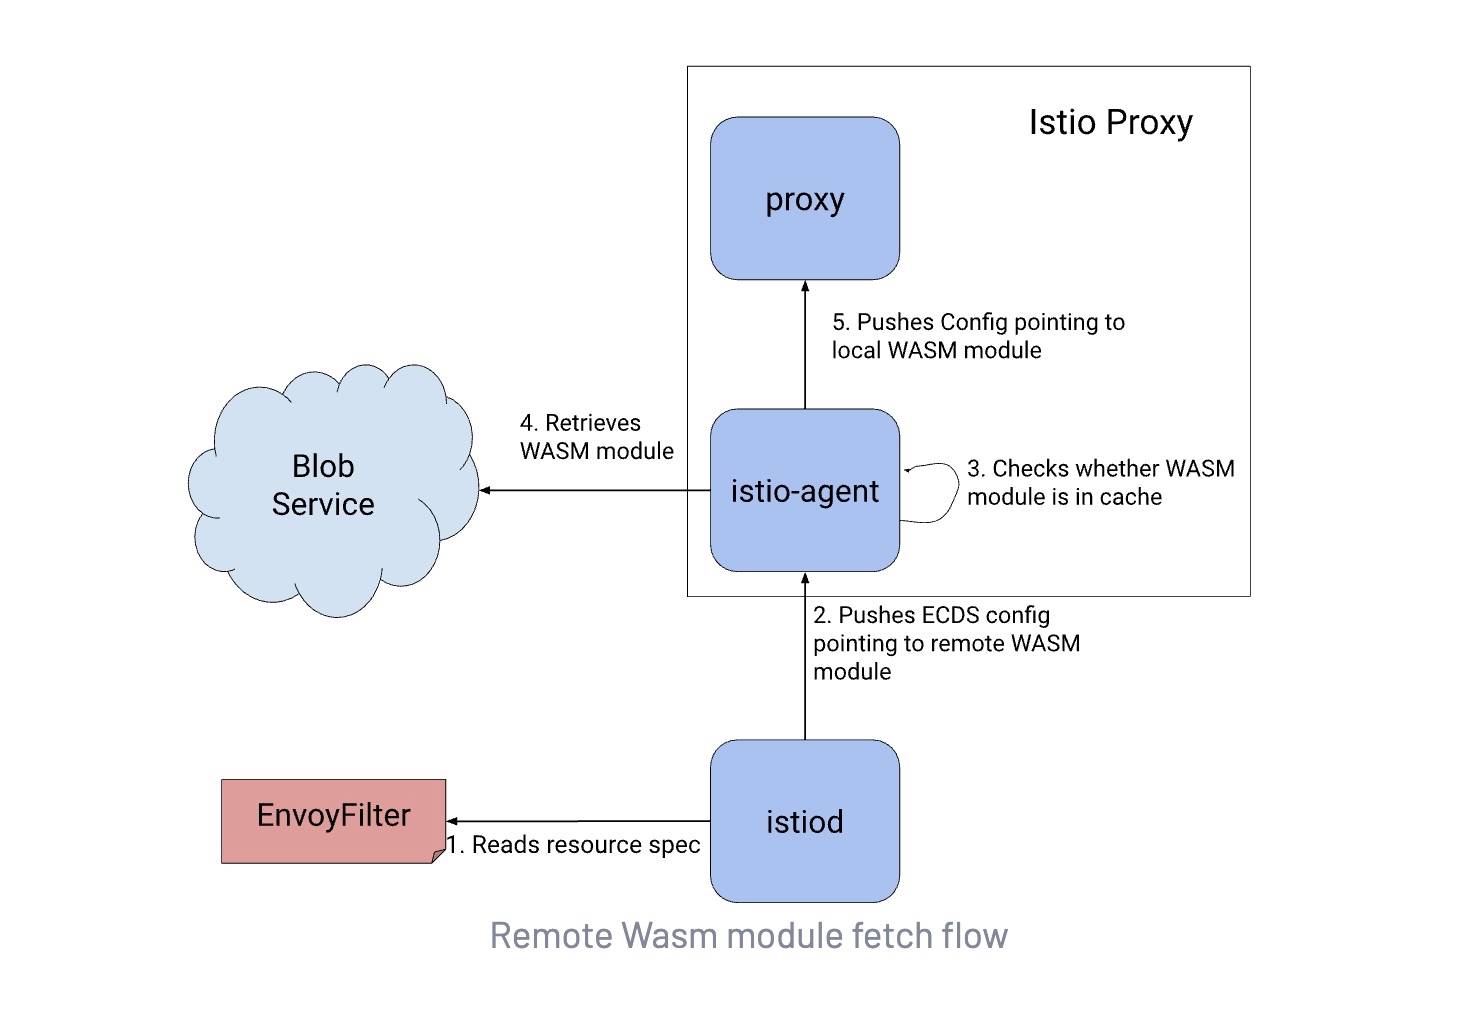 Istio Proxy
proxy
5. Pushes Config pointing to
local WASM module
4. Retrieves
WASM module
Blob
Service
istio-agent
3. Checks whether WASM
module is in cache
2. Pushes ECDS config
pointing to remote WASM
module
EnvoyFilter
1. Reads resource spec
istiod
Remote Wasm module fetch flow